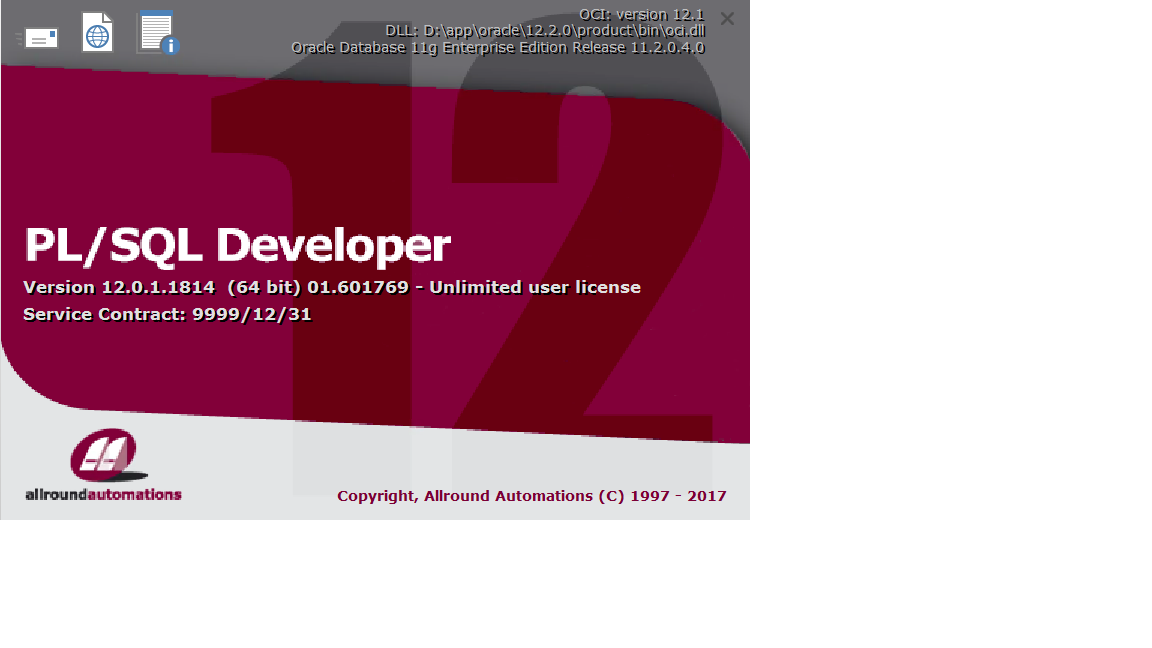 OCI: version 12.1
DLL: D:\app\oracle\12.2.0\product\bin\oci.dll
Oracle Database 11g Enterprise Edition Release 11.2.0.4.0
12
PL/SQL Developer
Version 12.0.1.1814 (64 bit) 01.601769 - Unlimited user license
Service Contract: 9999/12/31
allroundautomations
Copyright, Allround Automations (C) 1997 - 2017